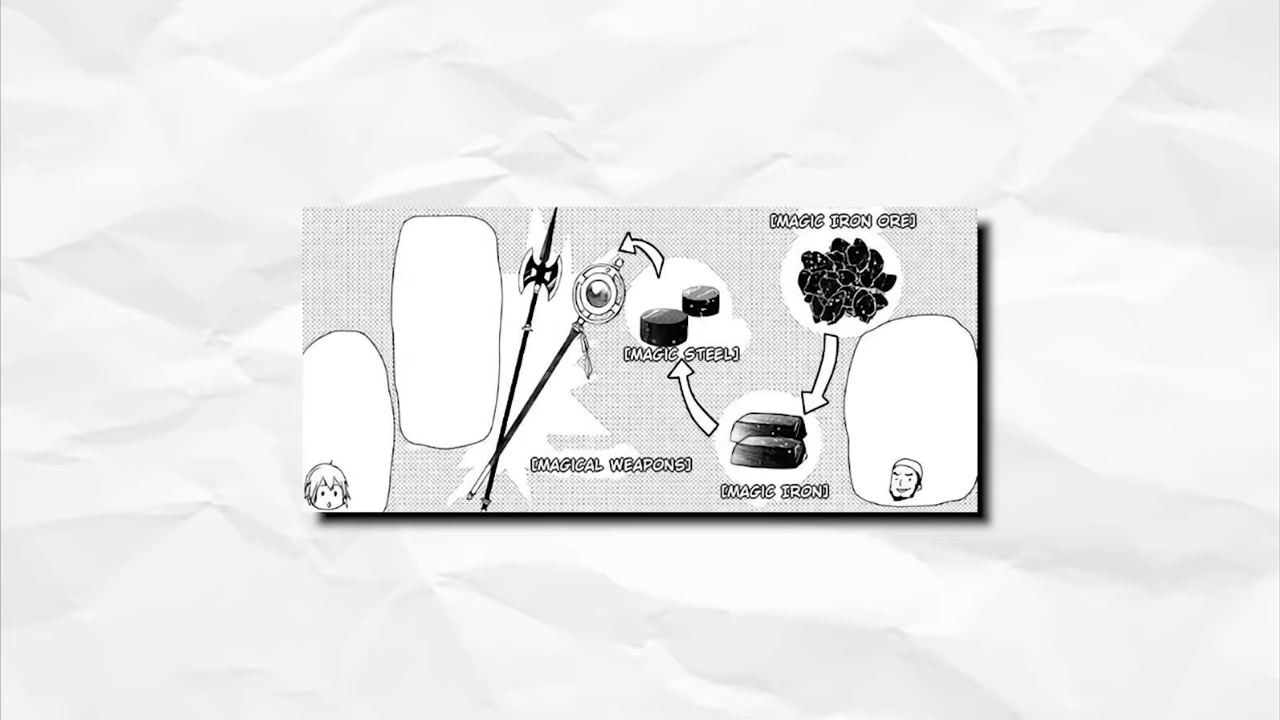 [MAGIC IRON ORE]
[MAGIC STEEL]
[MAGICAL WEAPONS]
[MAGIC IRON]